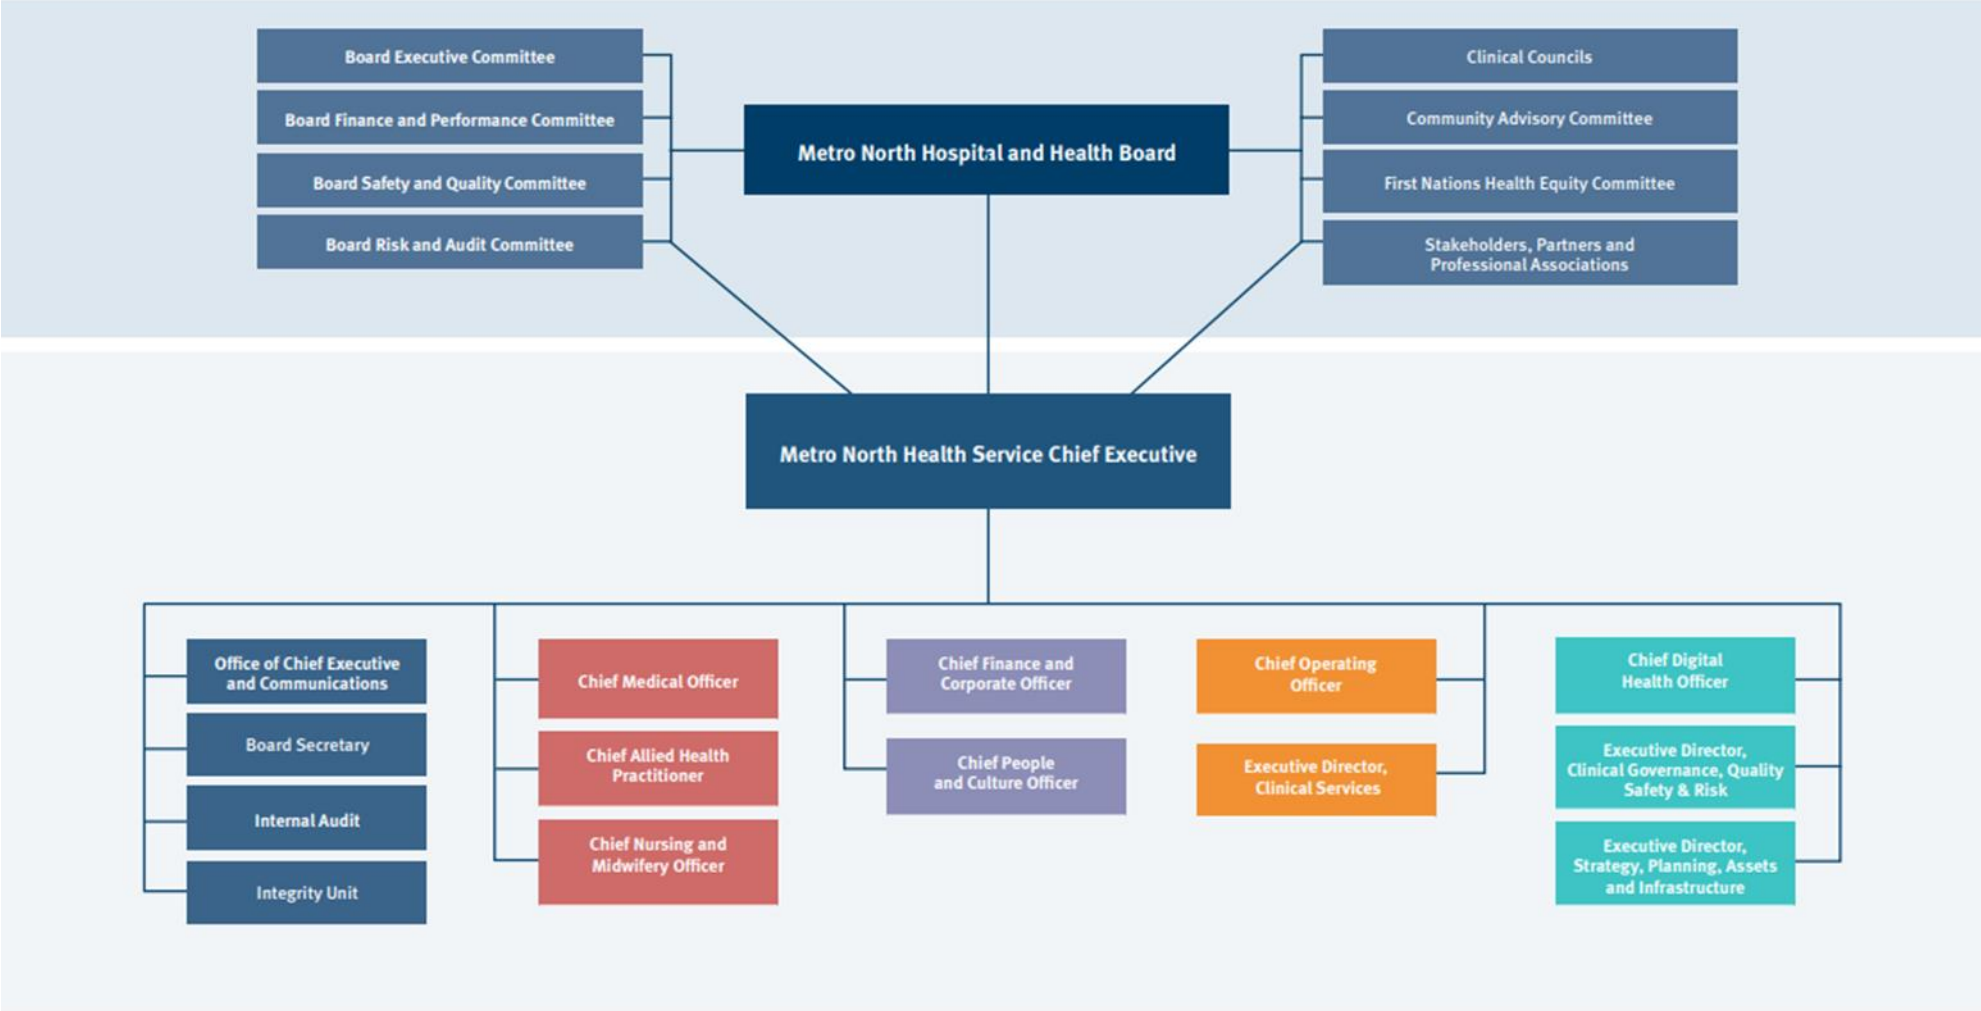 Board Executive Committee
Board Finance and Performance Committee
Board Safety and Quality Committee
Board Risk and Audit Committee
Metro North Hospital and Health Board
Clinical Councils
Community Advisory Committee
First Nations Health Equity Committee
Stakeholders, Partners and
Professional Associations
Metro North Health Service Chief Executive
Office of Chief Executive
and Communications
Board Secretary
Internal Audit
Integrity Unit
Chief Medical Officer
Chief Allied Health
Practitioner
Chief Nursing and
Midwifery Officer
Chief Finance and
Corporate Officer
Chief People
and Culture Officer
Chief Operating
Officer
Executive Director,
Clinical Services
Chief Digital
Health Officer
Executive Director,
Clinical Governance, Quality
Safety & Risk
Executive Director,
Strategy, Planning, Assets
and Infrastructure